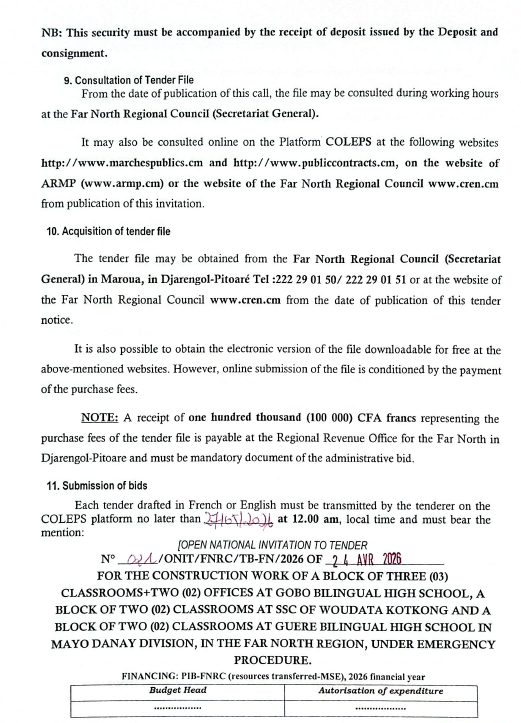 NB: This security must be accompanied by the receipt of deposit issued by the Deposit and
consignment.
9. Consultation of Tender File
From the date of publication of this call, the file may be consulted during working hours
at the Far North Regional Council (Secretariat General).
It may also be consulted online on the Platform COLEPS at the following websites
http://www.marchespublics.cm and http://www.publiccontracts.cm, on the website of
ARMP (www.armp.cm) or the website of the Far North Regional Council www.cren.cm
from publication of this invitation.
10. Acquisition of tender file
The tender file may be obtained from the Far North Regional Council (Secretariat
General) in Maroua, in Djarengol-Pitoaré Tel :222 29 01 50/ 222 29 01 51 or at the website of
the Far North Regional Council www.cren.cm from the date of publication of this tender
notice.
It is also possible to obtain the electronic version of the file downloadable for free at the
above-mentioned websites. However, online submission of the file is conditioned by the payment
of the purchase fees.
NOTE: A receipt of one hundred thousand (100 000) CFA francs representing the
purchase fees of the tender file is payable at the Regional Revenue Office for the Far North in
Djarengol-Pitoare and must be mandatory document of the administrative bid.
11. Submission of bids
Each tender drafted in French or English must be transmitted by the tenderer on the
COLEPS platform no later than at 12.00 am, local time and must bear the
mention:
[OPEN NATIONAL INVITATION TO TENDER
N° 021/ONIT/FNRC/TB-FN/2026 OF 24 AVR 2026
FOR THE CONSTRUCTION WORK OF A BLOCK OF THREE (03)
CLASSROOMS+TWO (02) OFFICES AT GOBO BILINGUAL HIGH SCHOOL, A
BLOCK OF TWO (02) CLASSROOMS AT SSC OF WOUDATA KOTKONG AND A
BLOCK OF TWO (02) CLASSROOMS AT GUERE BILINGUAL HIGH SCHOOL IN
MAYO DANAY DIVISION, IN THE FAR NORTH REGION, UNDER EMERGENCY
PROCEDURE.
FINANCING: PIB-FNRC (resources transferred-MSE), 2026 financial year
Budget Head Autorisation of expenditure
................. ..................